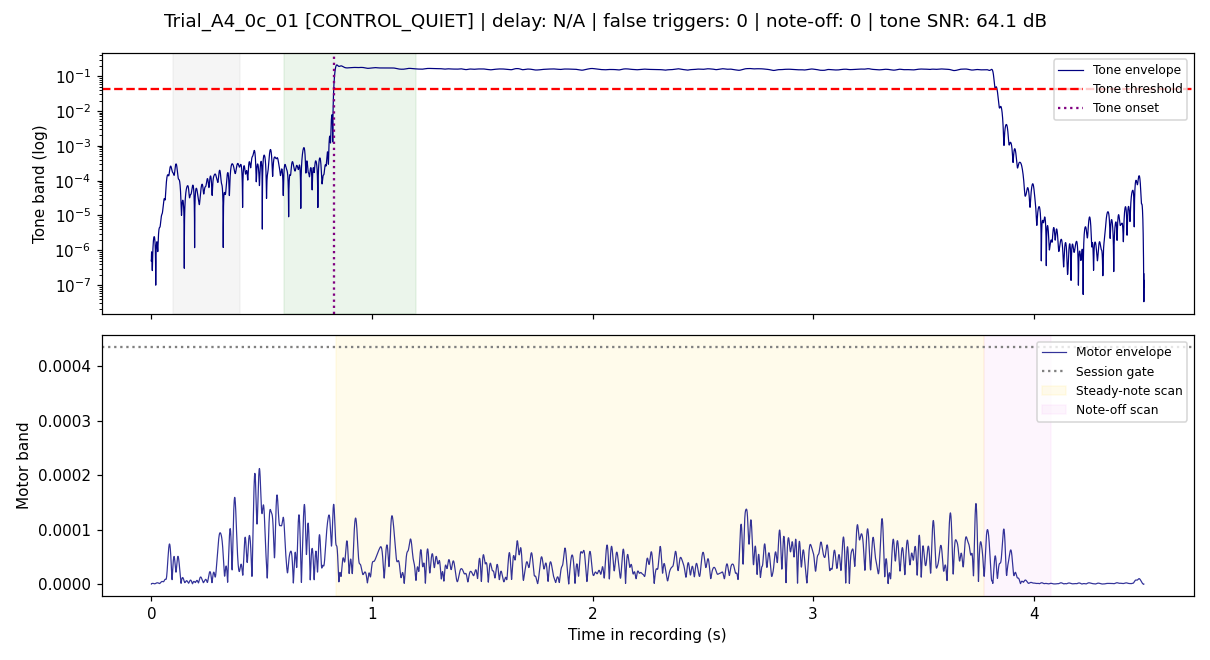 Trial_A4_0c_01 [CONTROL_QUIET] | delay: N/A | false triggers: 0 | note-off: 0 | tone SNR: 64.1 dB
Tone band (log)
10⁻¹
10⁻²
10⁻³
10⁻⁴
10⁻⁵
10⁻⁶
10⁻⁷
Tone envelope
Tone threshold
Tone onset
Motor band
0.0004
0.0003
0.0002
0.0001
0.0000
Motor envelope
Session gate
Steady-note scan
Note-off scan
0 1 2 3 4
Time in recording (s)